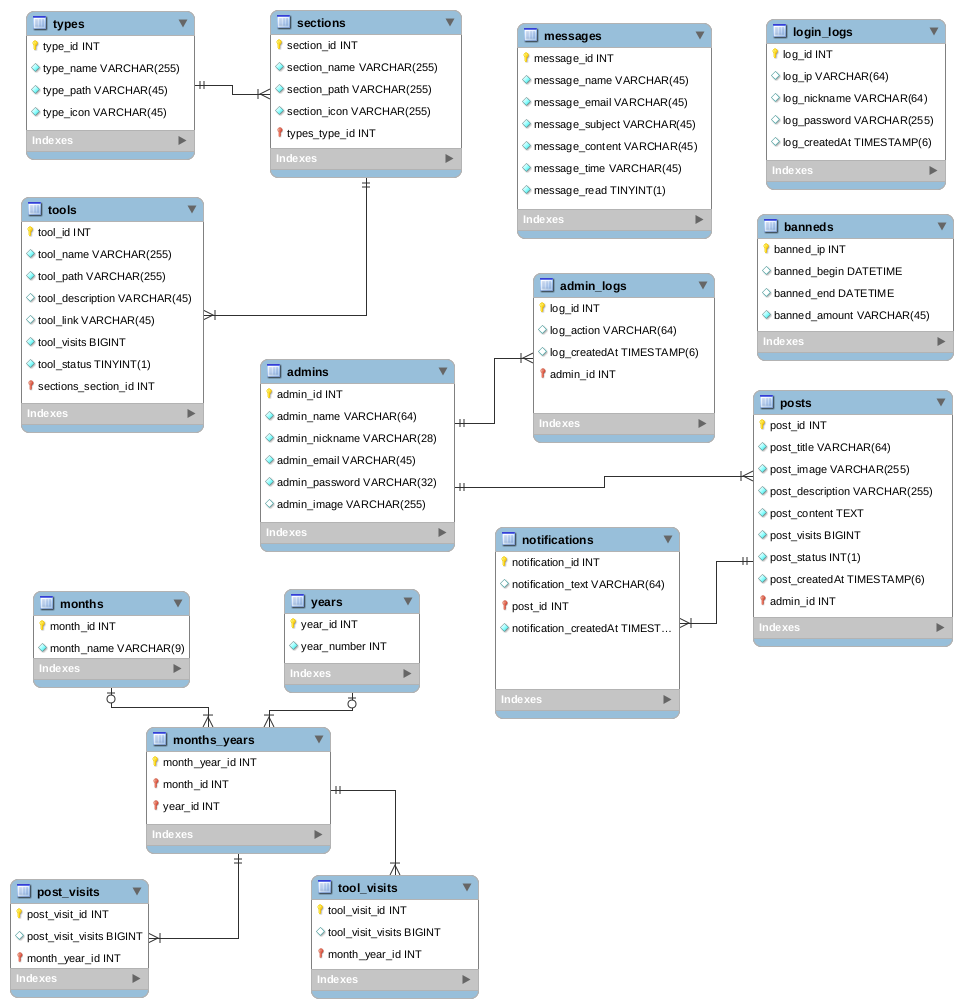 types
type_id INT
type_name VARCHAR(255)
type_path VARCHAR(45)
type_icon VARCHAR(45)
Indexes
sections
section_id INT
section_name VARCHAR(255)
section_path VARCHAR(255)
section_icon VARCHAR(255)
types_type_id INT
Indexes
messages
message_id INT
message_name VARCHAR(45)
message_email VARCHAR(45)
message_subject VARCHAR(45)
message_content VARCHAR(45)
message_time VARCHAR(45)
message_read TINYINT(1)
Indexes
login_logs
log_id INT
log_ip VARCHAR(64)
log_nickname VARCHAR(64)
log_password VARCHAR(255)
log_createdAt TIMESTAMP(6)
Indexes
tools
tool_id INT
tool_name VARCHAR(255)
tool_path VARCHAR(255)
tool_description VARCHAR(45)
tool_link VARCHAR(45)
tool_visits BIGINT
tool_status TINYINT(1)
sections_section_id INT
Indexes
banneds
banned_ip INT
banned_begin DATETIME
banned_end DATETIME
banned_amount VARCHAR(45)
Indexes
admin_logs
log_id INT
log_action VARCHAR(64)
log_createdAt TIMESTAMP(6)
admin_id INT
Indexes
admins
admin_id INT
admin_name VARCHAR(64)
admin_nickname VARCHAR(28)
admin_email VARCHAR(45)
admin_password VARCHAR(32)
admin_image VARCHAR(255)
Indexes
posts
post_id INT
post_title VARCHAR(64)
post_image VARCHAR(255)
post_description VARCHAR(255)
post_content TEXT
post_visits BIGINT
post_status INT(1)
post_createdAt TIMESTAMP(6)
admin_id INT
Indexes
notifications
notification_id INT
notification_text VARCHAR(64)
post_id INT
notification_createdAt TIMEST...
Indexes
months
month_id INT
month_name VARCHAR(9)
Indexes
years
year_id INT
year_number INT
Indexes
months_years
month_year_id INT
month_id INT
year_id INT
Indexes
post_visits
post_visit_id INT
post_visit_visits BIGINT
month_year_id INT
Indexes
tool_visits
tool_visit_id INT
tool_visit_visits BIGINT
month_year_id INT
Indexes